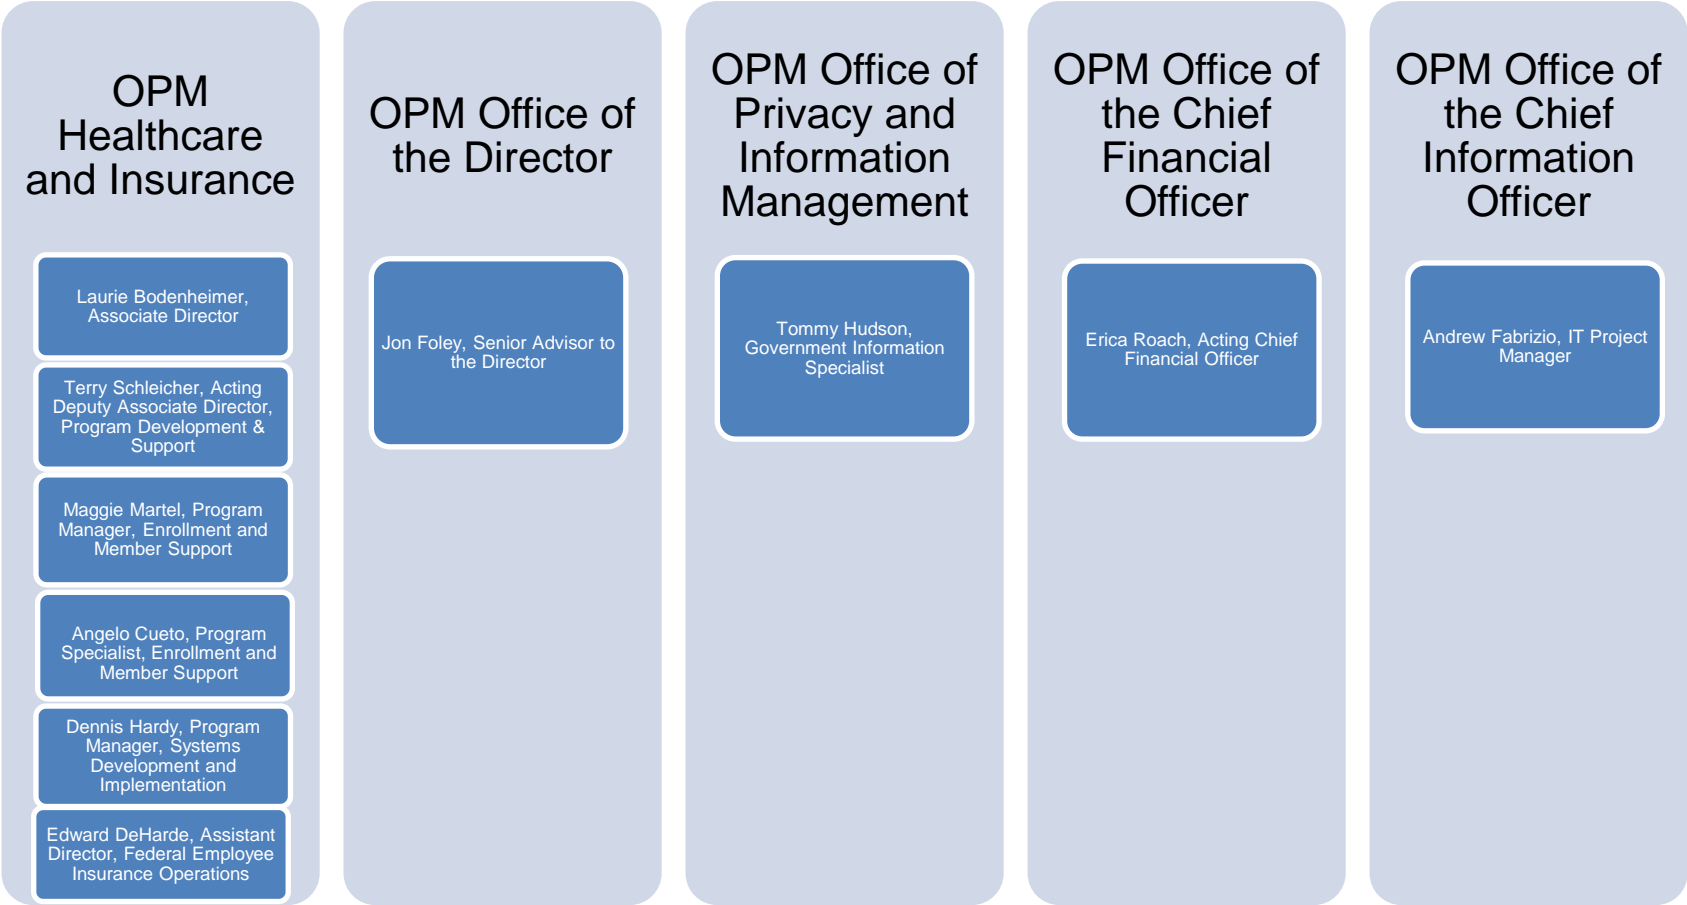 OPM
Healthcare
and Insurance
Laurie Bodenheimer,
Associate Director
Terry Schleicher, Acting
Deputy Associate Director,
Program Development &
Support
Maggie Martel, Program
Manager, Enrollment and
Member Support
Angelo Cueto, Program
Specialist, Enrollment and
Member Support
Dennis Hardy, Program
Manager, Systems
Development and
Implementation
Edward DeHarde, Assistant
Director, Federal Employee
Insurance Operations
OPM Office of
the Director
Jon Foley, Senior Advisor to
the Director
OPM Office of
Privacy and
Information
Management
Tommy Hudson,
Government Information
Specialist
OPM Office of
the Chief
Financial
Officer
Erica Roach, Acting Chief
Financial Officer
OPM Office of
the Chief
Information
Officer
Andrew Fabrizio, IT Project
Manager